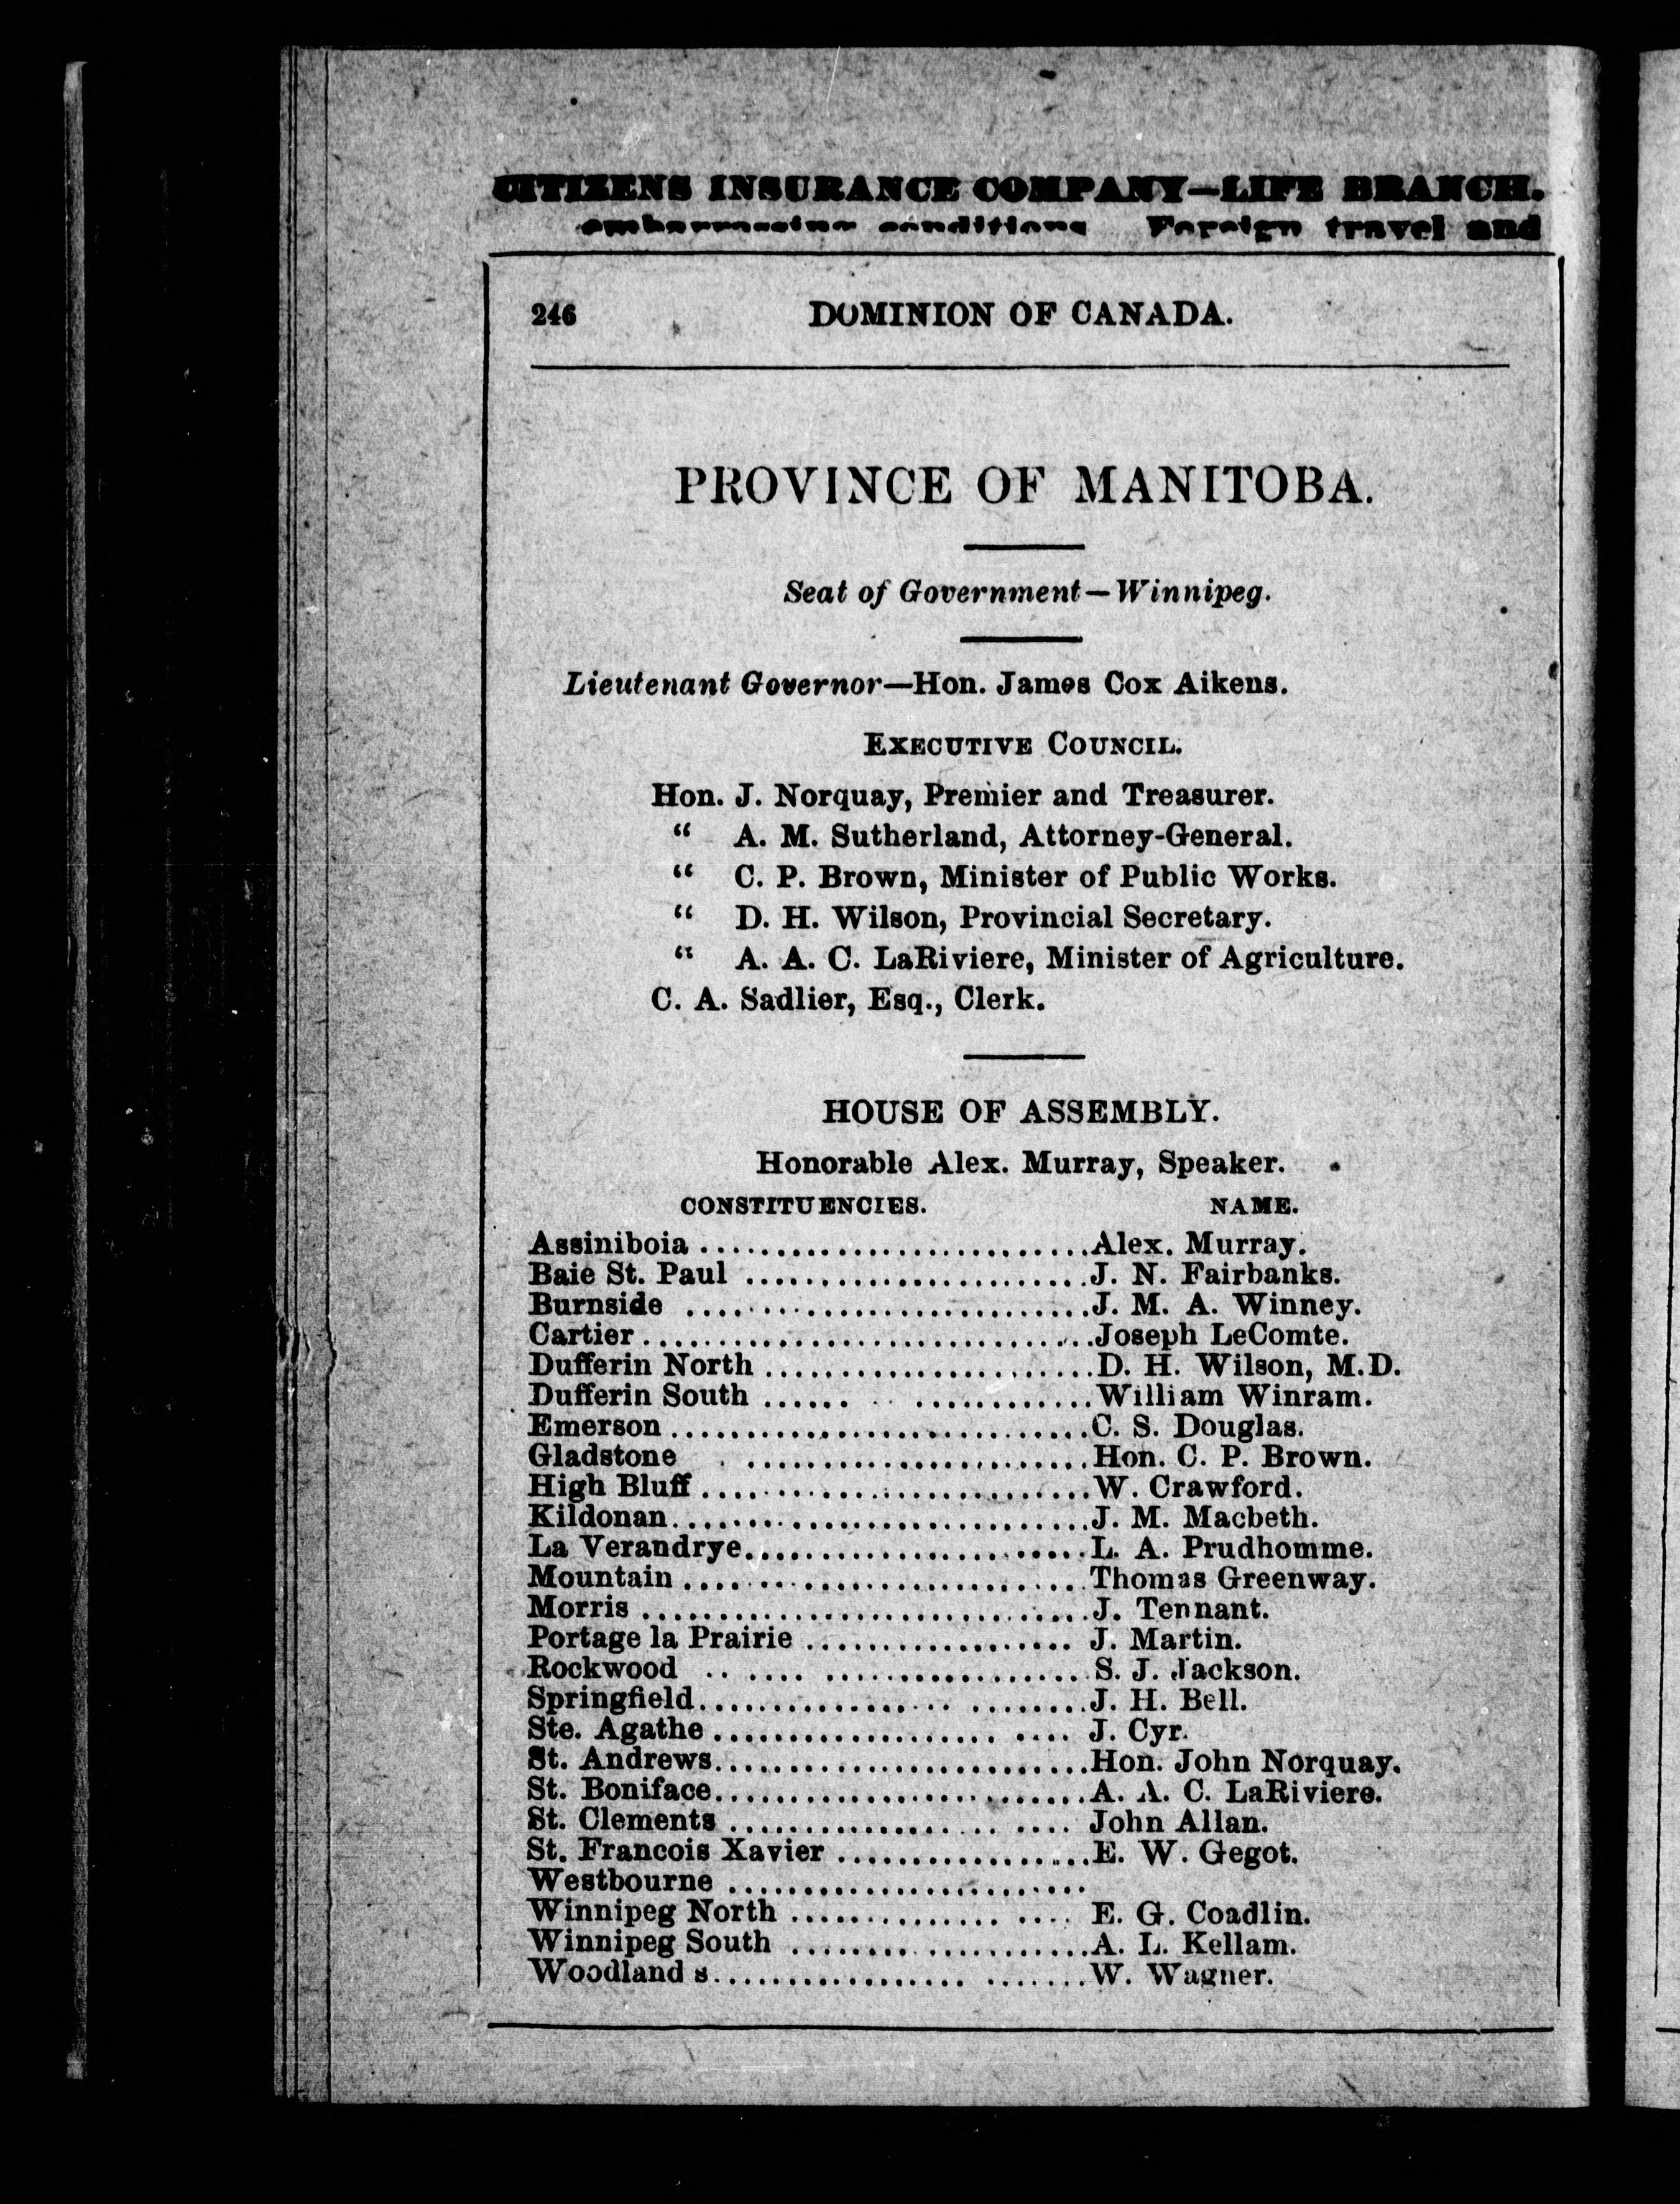 CITIZENS INSURANCE COMPANY—LIFE BRANCH.
embarrassing conditions Foreign travel and
246 DOMINION OF CANADA.
PROVINCE OF MANITOBA.
Seat of Government—Winnipeg.
Lieutenant Governor—Hon. James Cox Aikens.
EXECUTIVE COUNCIL.
Hon. J. Norquay, Premier and Treasurer.
" A. M. Sutherland, Attorney-General.
" C. P. Brown, Minister of Public Works.
" D. H. Wilson, Provincial Secretary.
" A. A. C. LaRiviere, Minister of Agriculture.
C. A. Sadlier, Esq., Clerk.
HOUSE OF ASSEMBLY.
Honorable Alex. Murray, Speaker.
CONSTITUENCIES. NAME.
Assiniboia ........................Alex. Murray.
Baie St. Paul ......................J. N. Fairbanks.
Burnside ..........................J. M. A. Winney.
Cartier............................Joseph LeComte.
Dufferin North .....................D. H. Wilson, M.D.
Dufferin South ...... ............William Winram.
Emerson...........................C. S. Douglas.
Gladstone ......................Hon. C. P. Brown.
High Bluff.........................W. Crawford.
Kildonan...........................J. M. Macbeth.
La Verandrye......................L. A. Prudhomme.
Mountain ..........................Thomas Greenway.
Morris ............................J. Tennant.
Portage la Prairie .................. J. Martin.
Rockwood .. .... .................S. J. Jackson.
Springfield................ ........J. H. Bell.
Ste. Agathe ................... .... J. Cyr.
St. Andrews........................Hon. John Norquay.
St. Boniface........................A. A. C. LaRiviere.
St. Clements ................. .... John Allan.
St. Francois Xavier .................E. W. Gegot.
Westbourne .......................
Winnipeg North .............. .... E. G. Coadlin.
Winnipeg South ...................A. L. Kellam.
Woodland s................. .......W. Wagner.